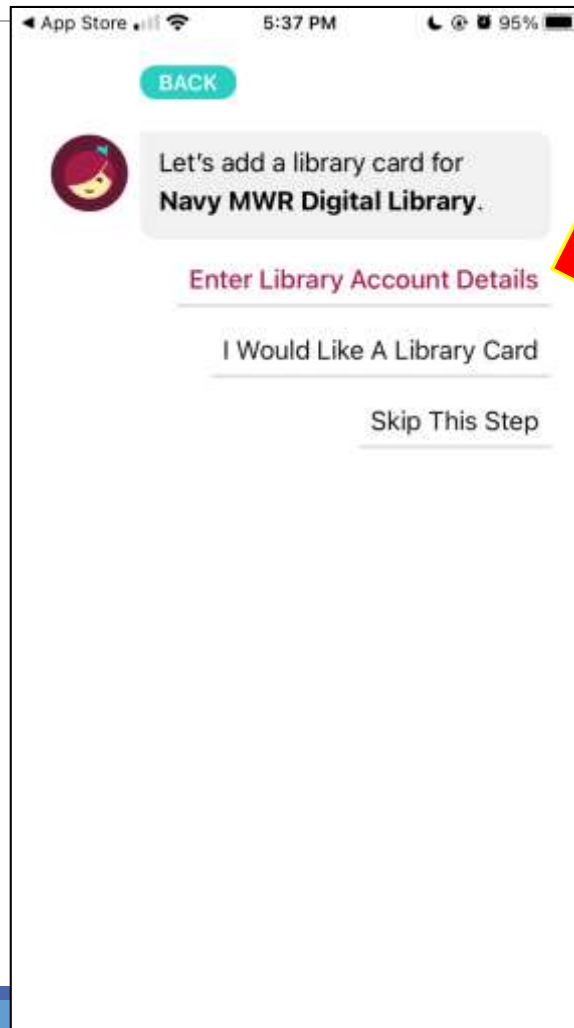 ◄ App Store 5:37 PM 95%
BACK
Let's add a library card for
Navy MWR Digital Library.
Enter Library Account Details
I Would Like A Library Card
Skip This Step